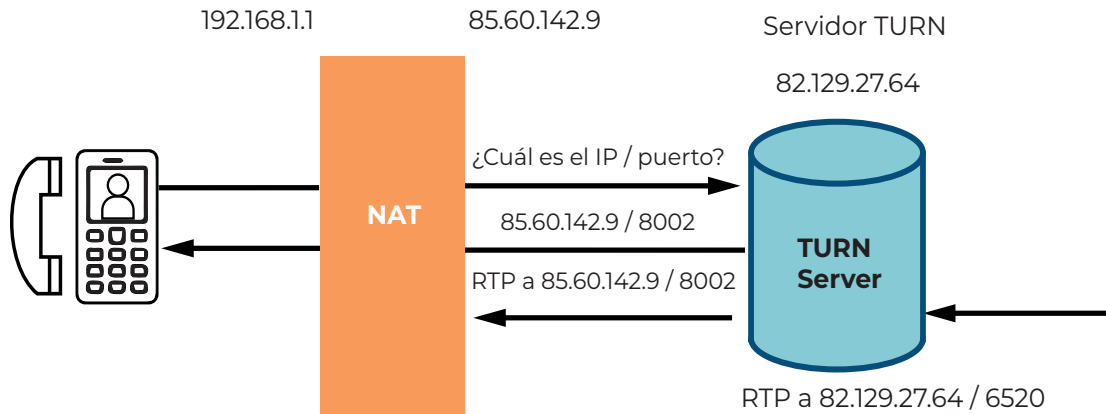 192.168.1.1
85.60.142.9
Servidor TURN
82.129.27.64
¿Cuál es el IP / puerto?
NAT
85.60.142.9 / 8002
TURN
Server
RTP a 85.60.142.9 / 8002
RTP a 82.129.27.64 / 6520